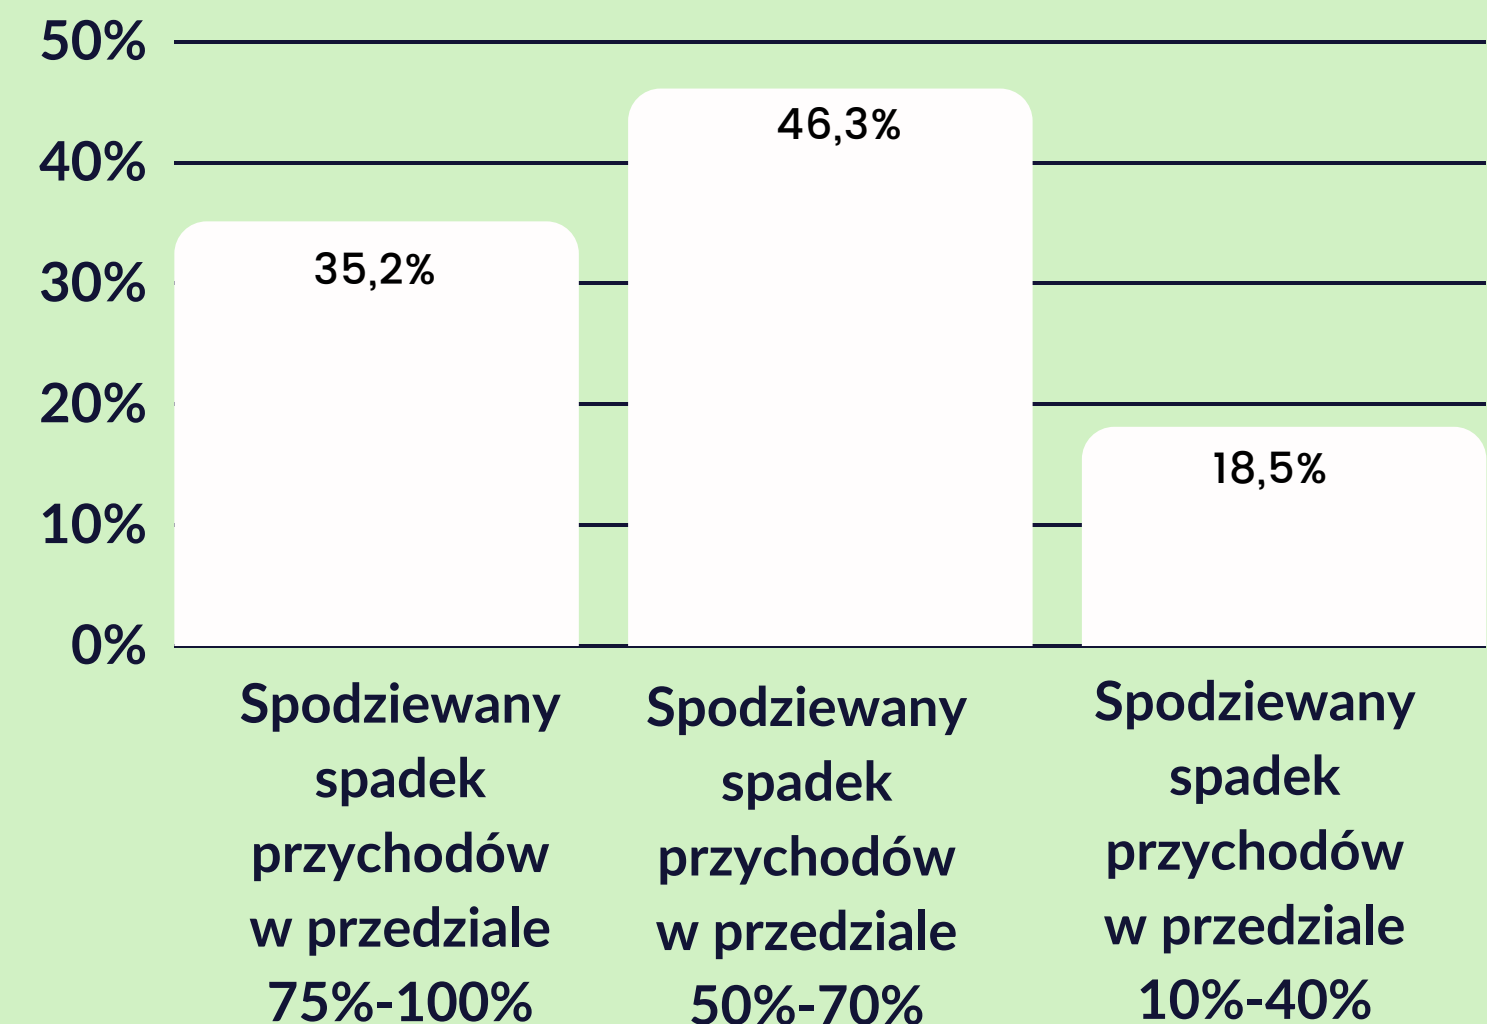 50%
40%
30%
20%
10%
0%
35,2%
46,3%
18,5%
Spodziewany
spadek
przychodów
w przedziale
75%-100%
Spodziewany
spadek
przychodów
w przedziale
50%-70%
Spodziewany
spadek
przychodów
w przedziale
10%-40%